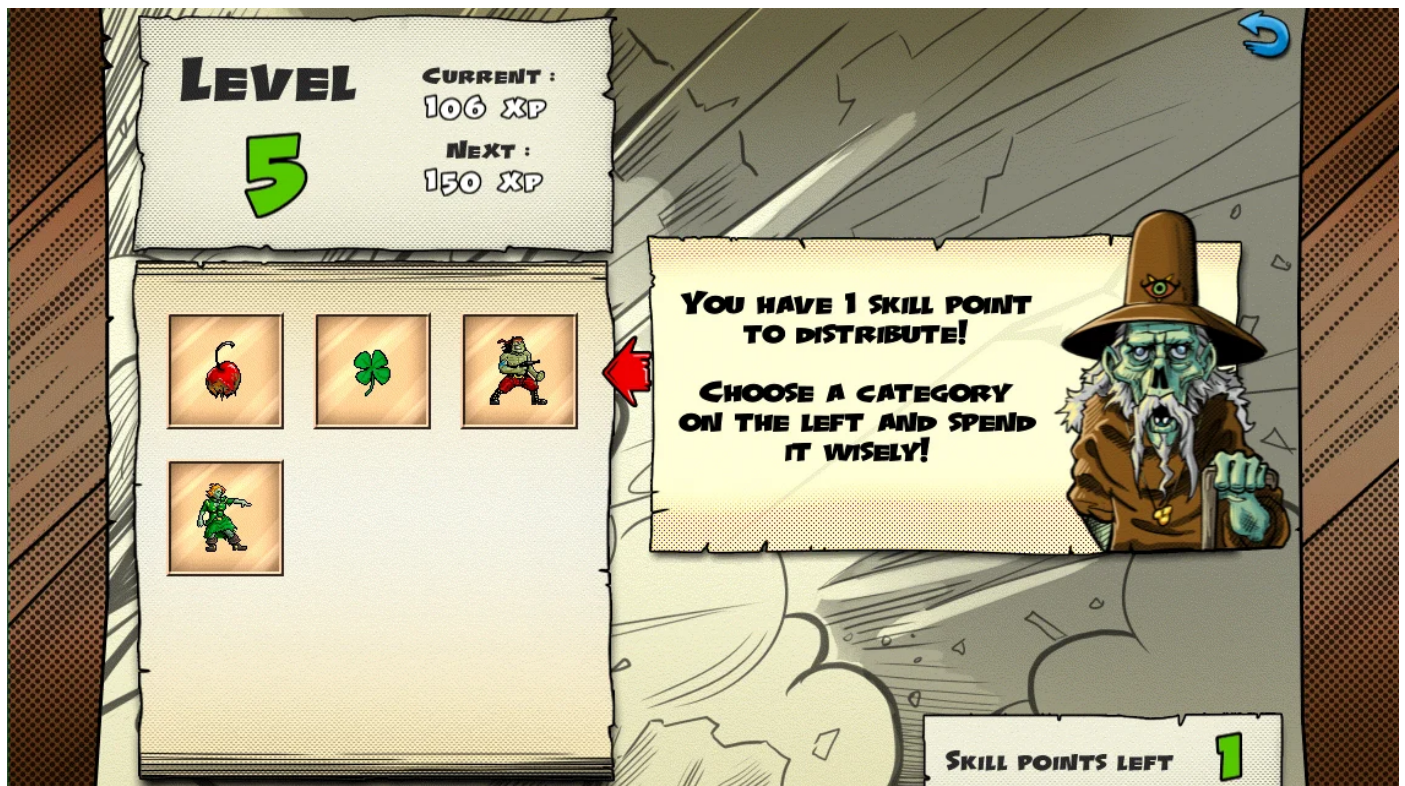 LEVEL
5
CURRENT :
106 XP
NEXT :
150 XP
YOU HAVE 1 SKILL POINT
TO DISTRIBUTE!
CHOOSE A CATEGORY
ON THE LEFT AND SPEND
IT WISELY!
SKILL POINTS LEFT 1